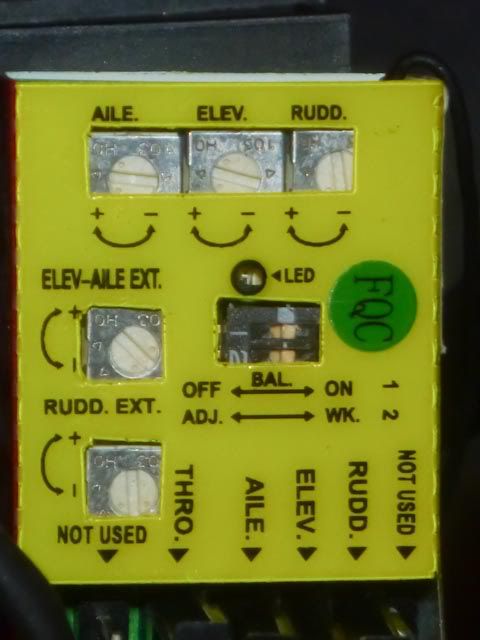 AILE. ELEV. RUDD.
+ - + - + -
◄LED
ELEV-AILE EXT.
FQC
+
-
BAL.
OFF ON 1
RUDD. EXT.
ADJ. WK. 2
+
-
THRO. AILE. ELEV. RUDD. NOT USED
NOT USED